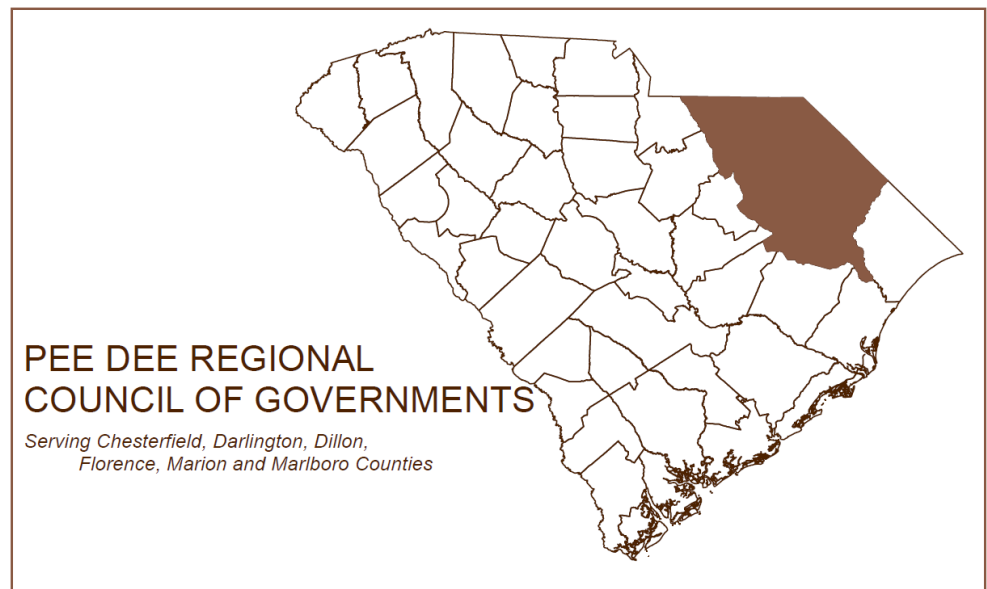 PEE DEE REGIONAL
COUNCIL OF GOVERNMENTS
Serving Chesterfield, Darlington, Dillon,
Florence, Marion and Marlboro Counties